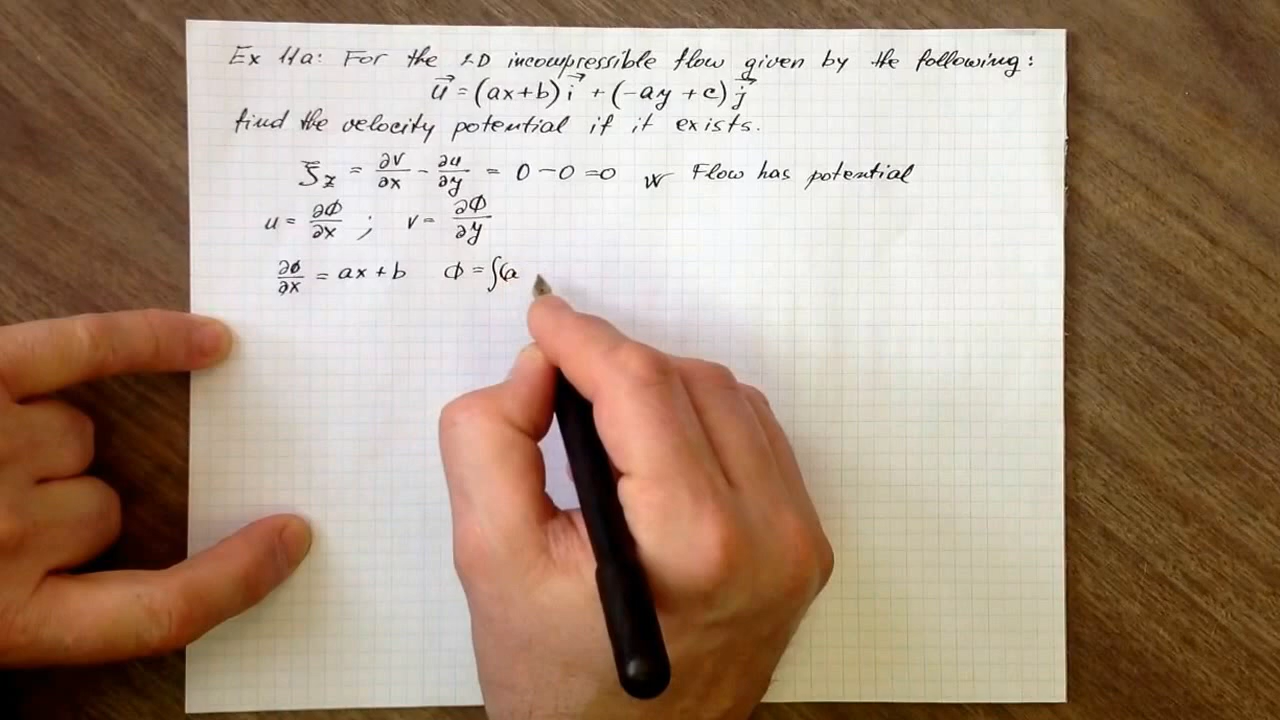 Ex 11a: For the 2D incompressible flow given by the following:
u⃗ = (ax+b) i⃗ + (-ay + c) j⃗
find the velocity potential if it exists.
ζz = ∂v/∂x - ∂u/∂y = 0 - 0 = 0 Flow has potential
u = ∂Φ/∂x ; v = ∂Φ/∂y
∂Φ/∂x = ax + b Φ = ∫(a